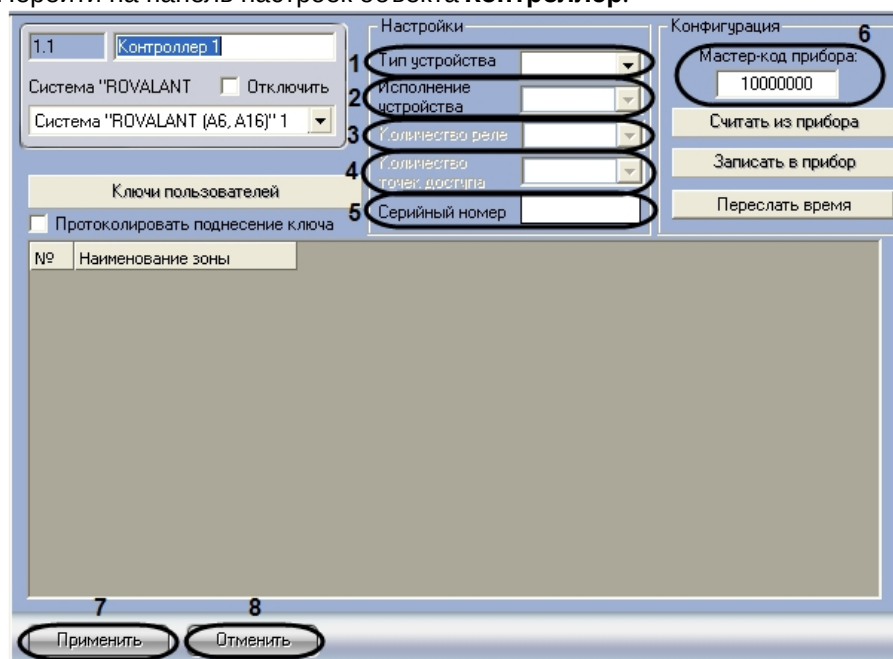 перейти на панель настроек объекта Контроллер.
1.1 Контроллер 1
Система "ROVALANT Отключить
Система "ROVALANT (А6, А16)" 1
Ключи пользователей
Протоколировать поднесение ключа
Настройки
1 Тип устройства
2 Исполнение
устройства
3 Количество реле
4 Количество
точек доступа
5 Серийный номер
Конфигурация
6
Мастер-код прибора:
10000000
Считать из прибора
Записать в прибор
Переслать время
№ Наименование зоны
7 8
Применить Отменить